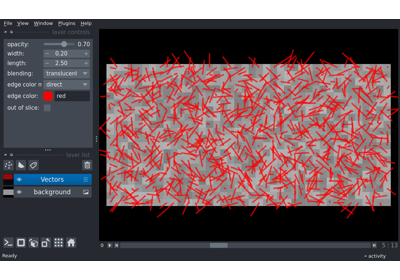 File View Window Plugins Help
layer controls
opacity: 0.70
width: 0.20
length: 2.50
blending: translucent
edge color m direct
edge color: red
out of slice:
layer list
Vectors
background
0 5 13
Ready activity